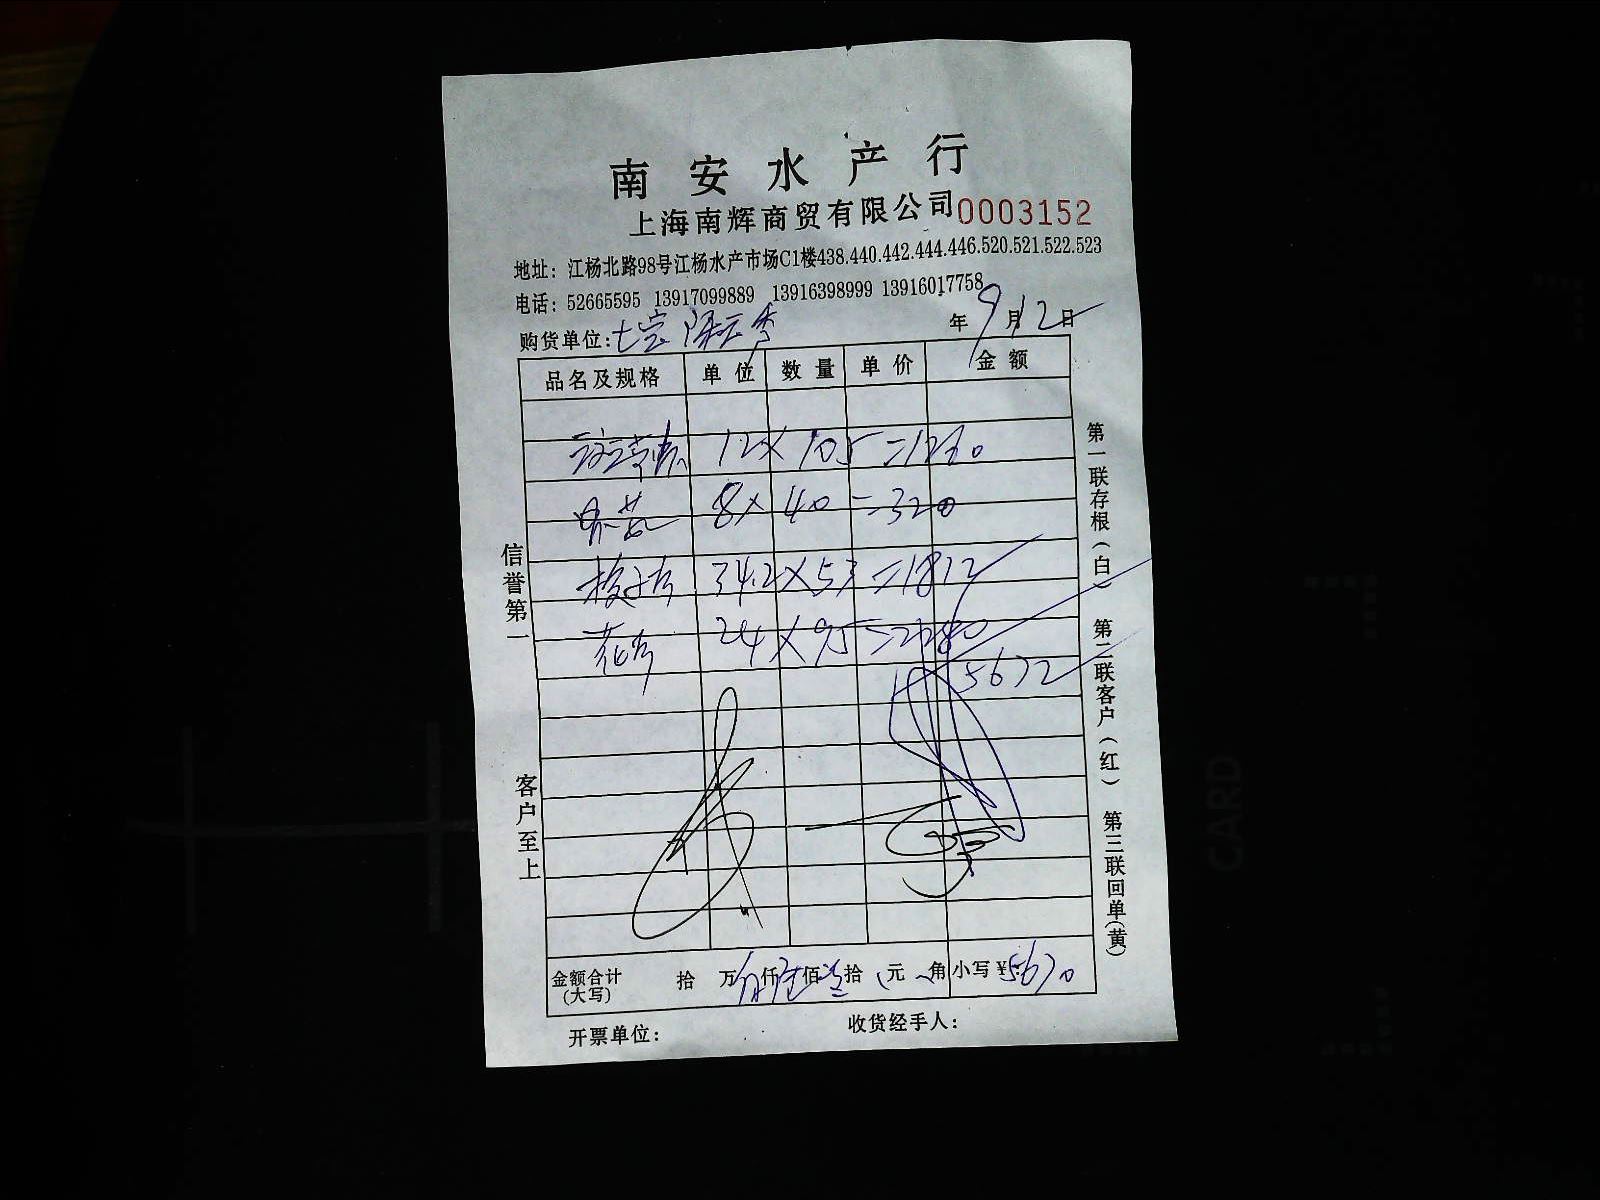 南安水产行
上海南辉商贸有限公司 0003152
地址：江杨北路98号江杨水产市场C1楼438.440.442.444.446.520.521.522.523
电话：52665595 13917099889 13916398999 13916017758
购货单位：七宝 年9月12日
品名及规格 单位 数量 单价 金额
12×105=1260
8×40=320
34.2×53=1812
花 24×95=2280
5672
金额合计(大写) 拾 万 仟 佰 拾 元 角 小写￥：5670
开票单位： 收货经手人：
信誉第一 客户至上
第一联存根(白) 第二联客户(红) 第三联回单(黄)
CARD